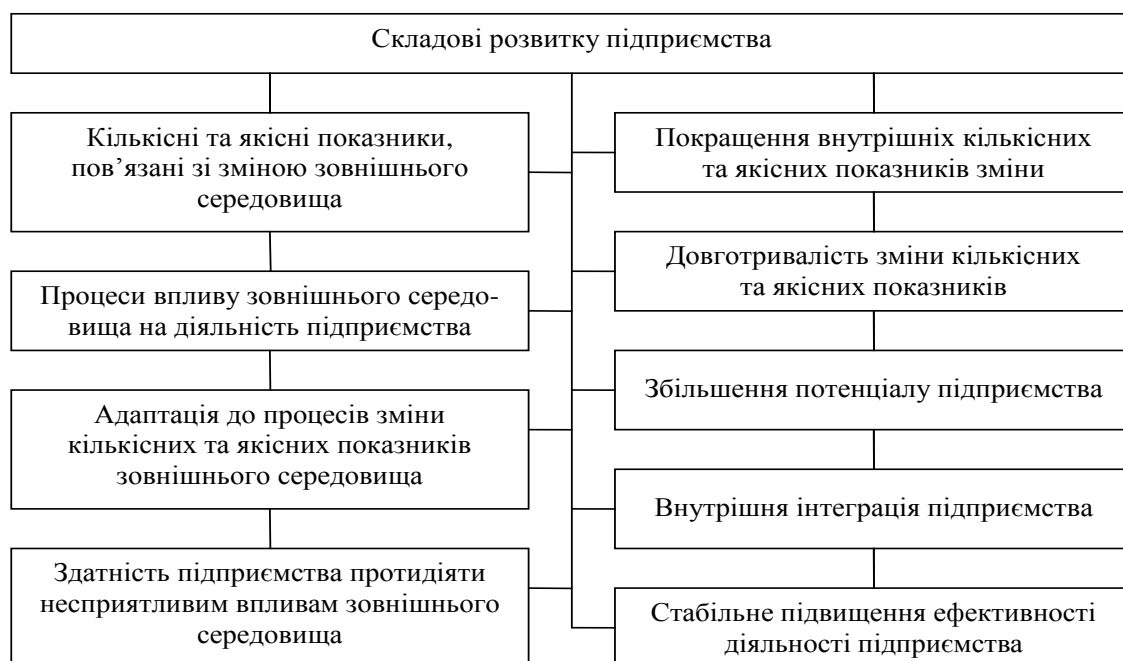 Складові розвитку підприємства
Кількісні та якісні показники,
пов’язані зі зміною зовнішнього
середовища
Процеси впливу зовнішнього середо-
вища на діяльність підприємства
Адаптація до процесів зміни
кількісних та якісних показників
зовнішнього середовища
Здатність підприємства протидіяти
несприятливим впливам зовнішнього
середовища
Покращення внутрішніх кількісних
та якісних показників зміни
Довготривалість зміни кількісних
та якісних показників
Збільшення потенціалу підприємства
Внутрішня інтеграція підприємства
Стабільне підвищення ефективності
діяльності підприємства